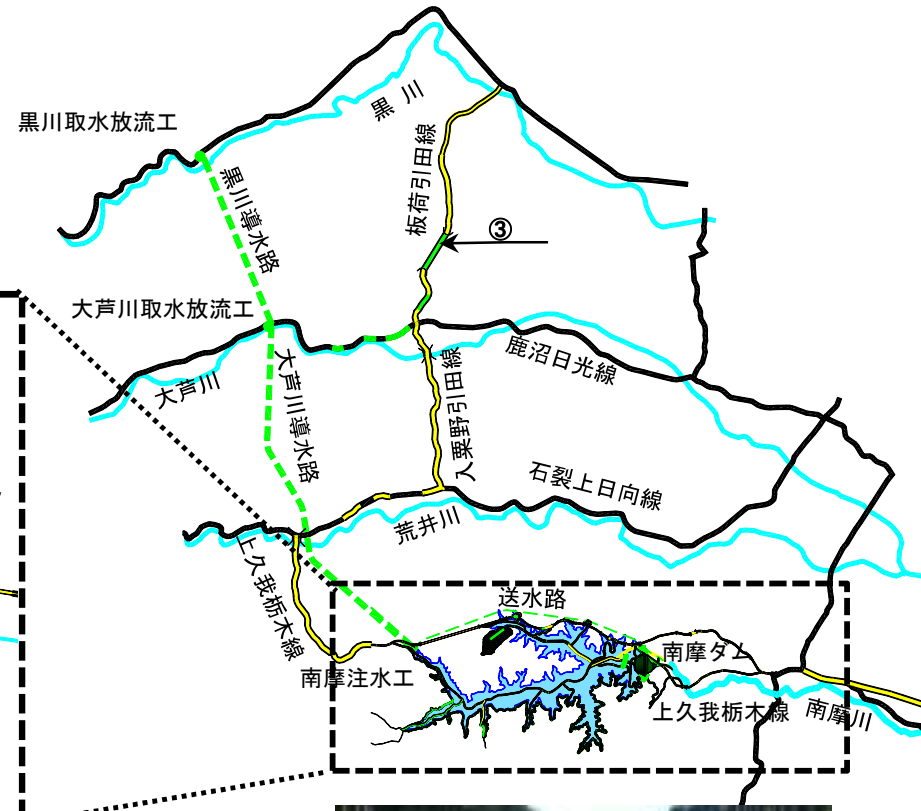 黒川取水放流工
黒川
板荷引田線
黒川導水路
③
大芦川取水放流工
鹿沼日光線
大芦川
大芦川導水路
入粟野引田線
石裂上日向線
荒井川
上久我栃木線
送水路
南摩ダム
南摩注水工
上久我栃木線
南摩川